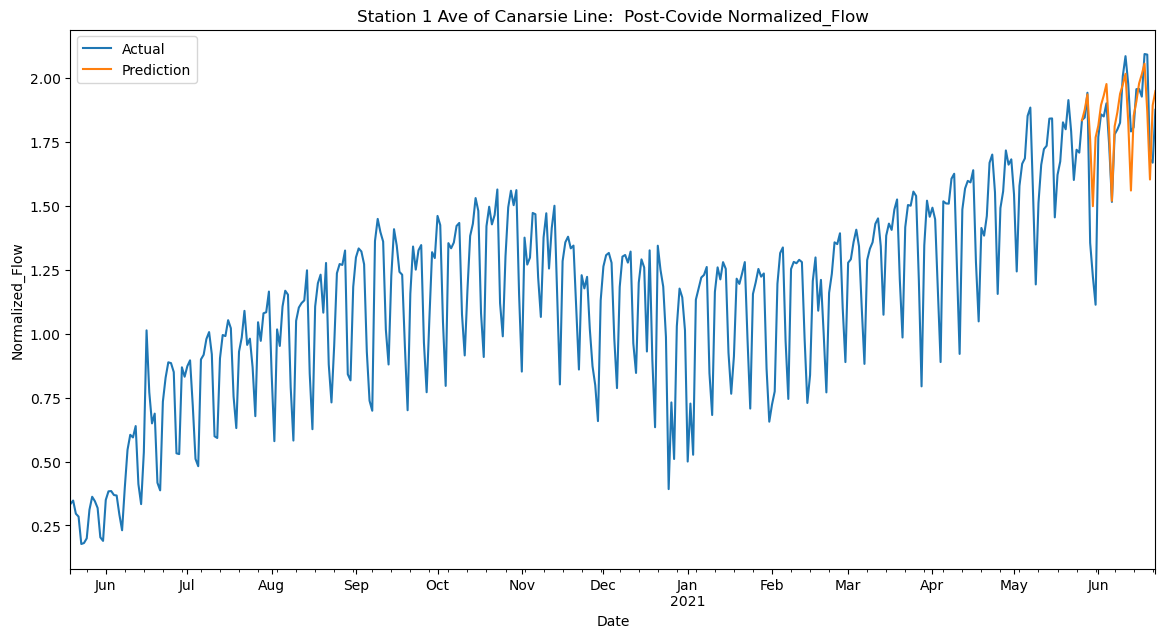 Station 1 Ave of Canarsie Line:  Post-Covide Normalized_Flow
Actual
Prediction
2.00
1.75
1.50
1.25
1.00
0.75
0.50
0.25
Normalized_Flow
Jun Jul Aug Sep Oct Nov Dec Jan Feb Mar Apr May Jun
2021
Date